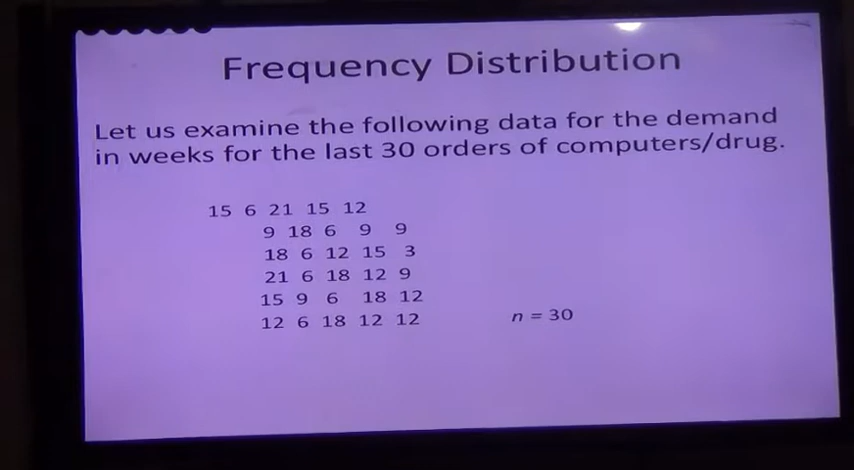 Frequency Distribution
Let us examine the following data for the demand
in weeks for the last 30 orders of computers/drug.
15 6 21 15 12
9 18 6 9 9
18 6 12 15 3
21 6 18 12 9
15 9 6 18 12
12 6 18 12 12
n = 30